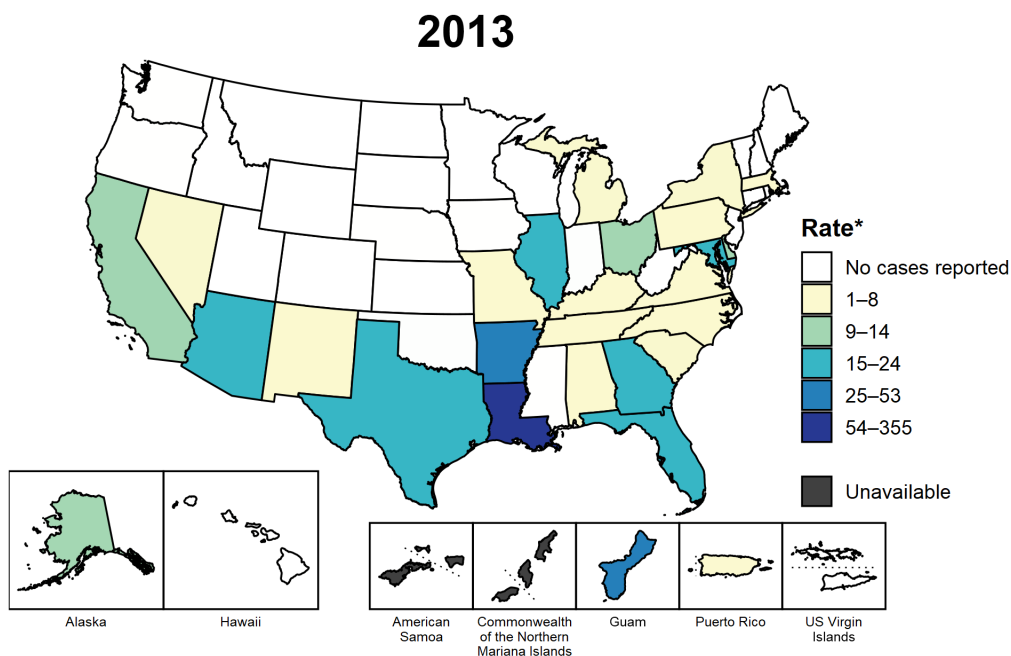 2013
Rate*
No cases reported
1–8
9–14
15–24
25–53
54–355
Unavailable
Alaska
Hawaii
American
Samoa
Commonwealth
of the Northern
Mariana Islands
Guam
Puerto Rico
US Virgin
Islands